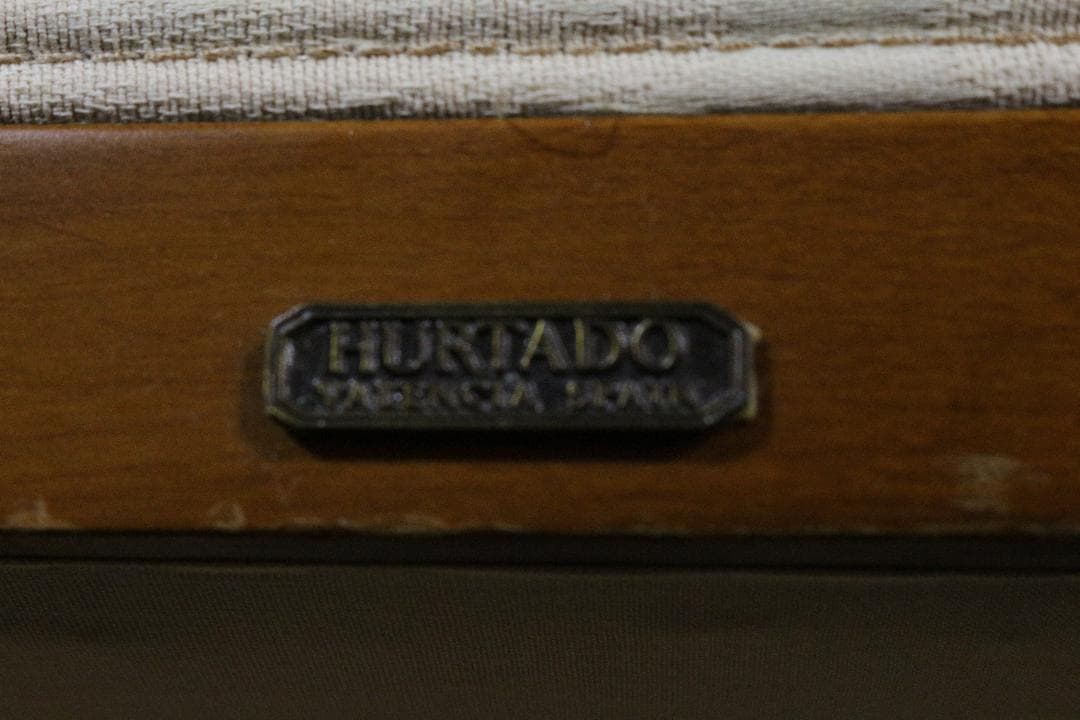 HURTADO
VALENCIA SPAIN